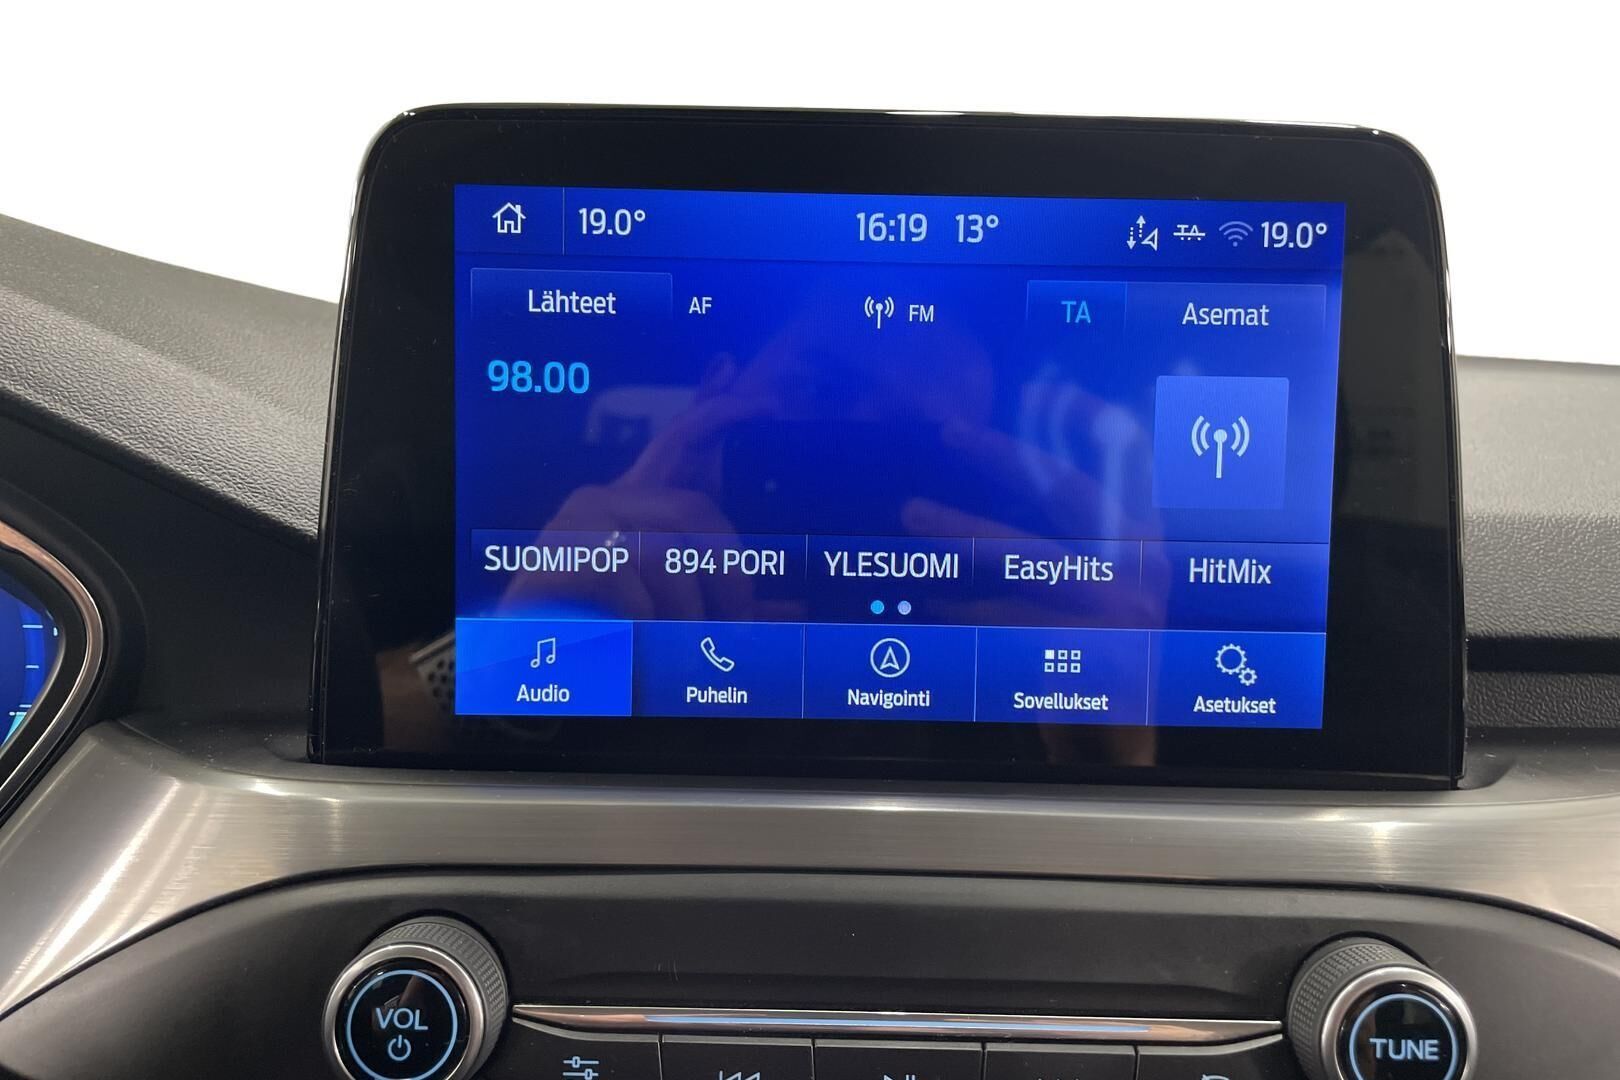 19.0° 16:19 13° TA 19.0°
Lähteet AF FM TA Asemat
98.00
SUOMIPOP 894 PORI YLESUOMI EasyHits HitMix
Audio Puhelin Navigointi Sovellukset Asetukset
VOL TUNE